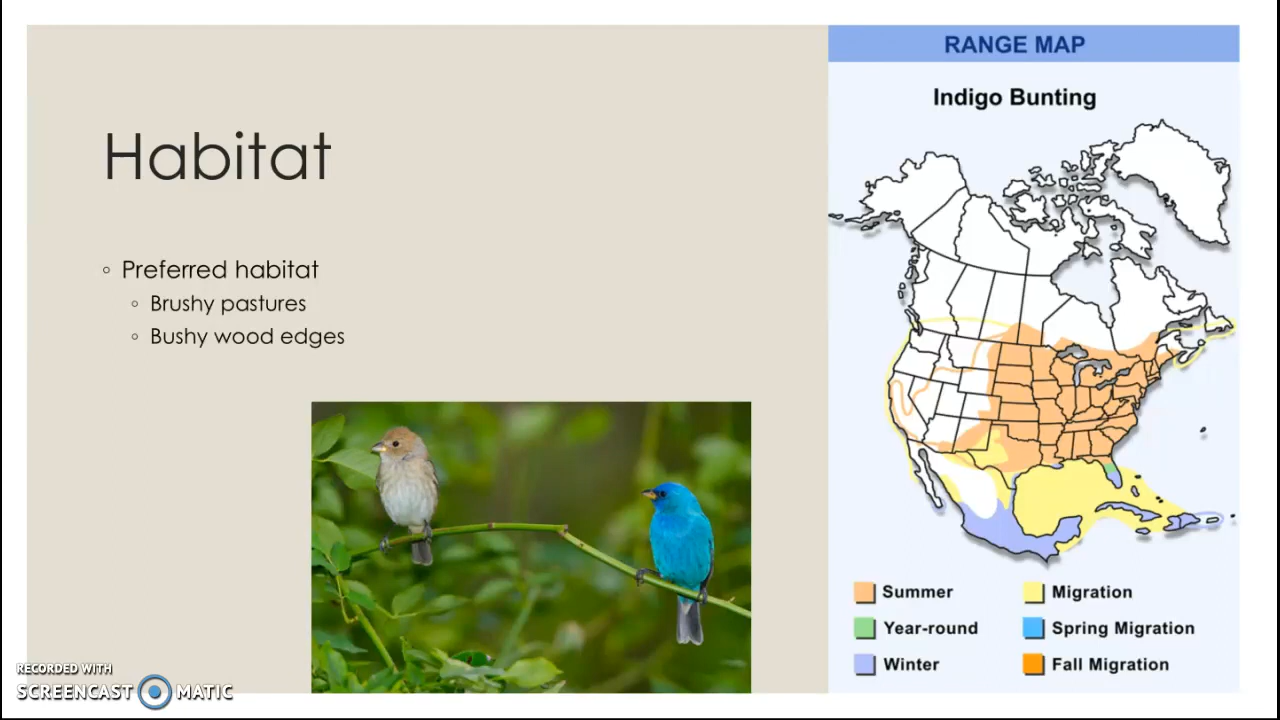 Habitat
Preferred habitat
Brushy pastures
Bushy wood edges
RANGE MAP
Indigo Bunting
Summer
Migration
Year-round
Spring Migration
Winter
Fall Migration
RECORDED WITH
SCREENCAST MATIC